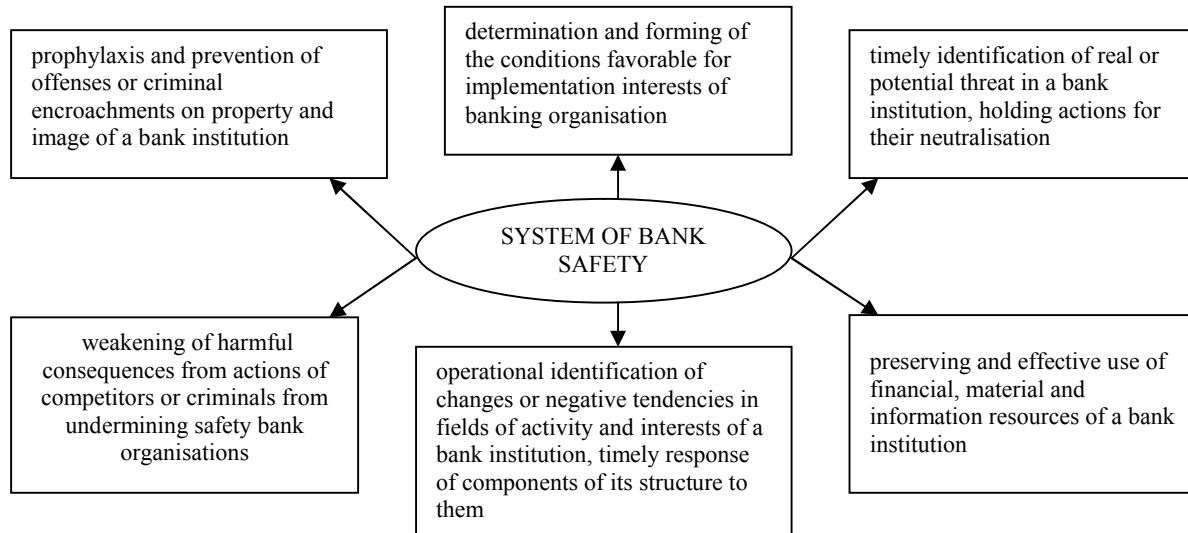 prophylaxis and prevention of
offenses or criminal
encroachments on property and
image of a bank institution
determination and forming of
the conditions favorable for
implementation interests of
banking organisation
timely identification of real or
potential threat in a bank
institution, holding actions for
their neutralisation
SYSTEM OF BANK
SAFETY
weakening of harmful
consequences from actions of
competitors or criminals from
undermining safety bank
organisations
operational identification of
changes or negative tendencies in
fields of activity and interests of a
bank institution, timely response
of components of its structure to
them
preserving and effective use of
financial, material and
information resources of a bank
institution